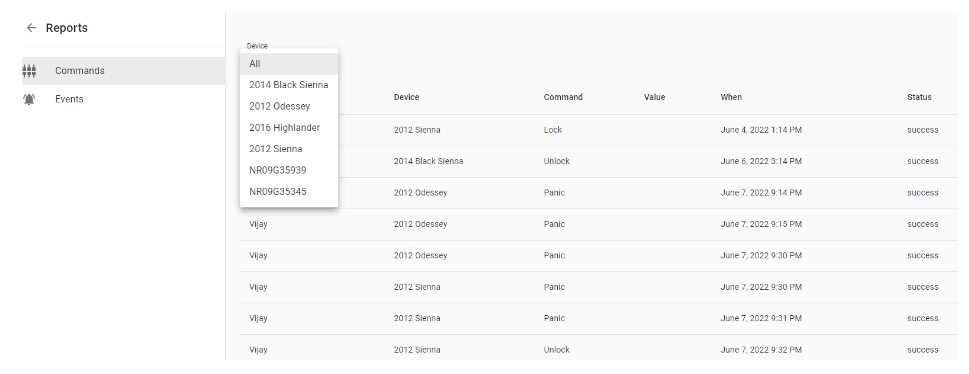 Reports
Commands
Events
Device
All
2014 Black Sienna
2012 Odessey
2016 Highlander
2012 Sienna
NR09G35939
NR09G35345
Device Command Value When Status
2012 Sienna Lock June 4, 2022 1:14 PM success
2014 Black Sienna Unlock June 6, 2022 3:14 PM success
2012 Odessey Panic June 7, 2022 9:14 PM success
Vijay 2012 Odessey Panic June 7, 2022 9:15 PM success
Vijay 2012 Odessey Panic June 7, 2022 9:30 PM success
Vijay 2012 Sienna Panic June 7, 2022 9:30 PM success
Vijay 2012 Sienna Panic June 7, 2022 9:31 PM success
Vijay 2012 Sienna Unlock June 7, 2022 9:32 PM success